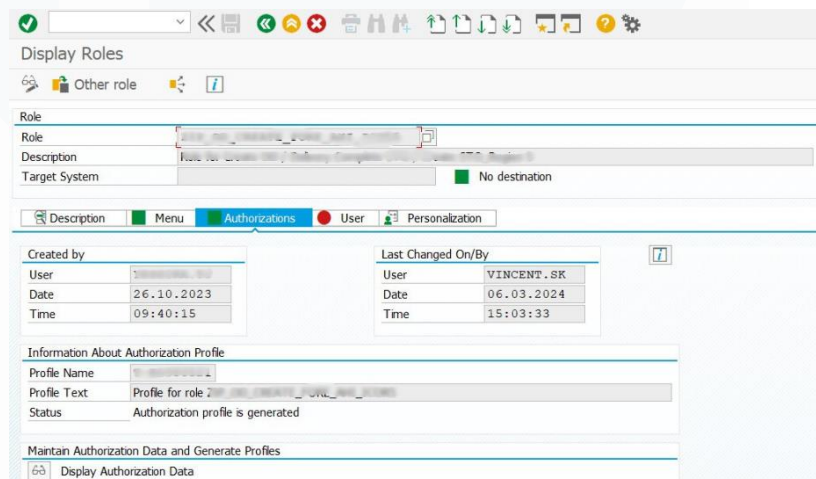 Display Roles
Other role
Role
Role
Description
Target System No destination
Description Menu Authorizations User Personalization
Created by Last Changed On/By
User User VINCENT.SK
Date 26.10.2023 Date 06.03.2024
Time 09:40:15 Time 15:03:33
Information About Authorization Profile
Profile Name
Profile Text Profile for role
Status Authorization profile is generated
Maintain Authorization Data and Generate Profiles
Display Authorization Data